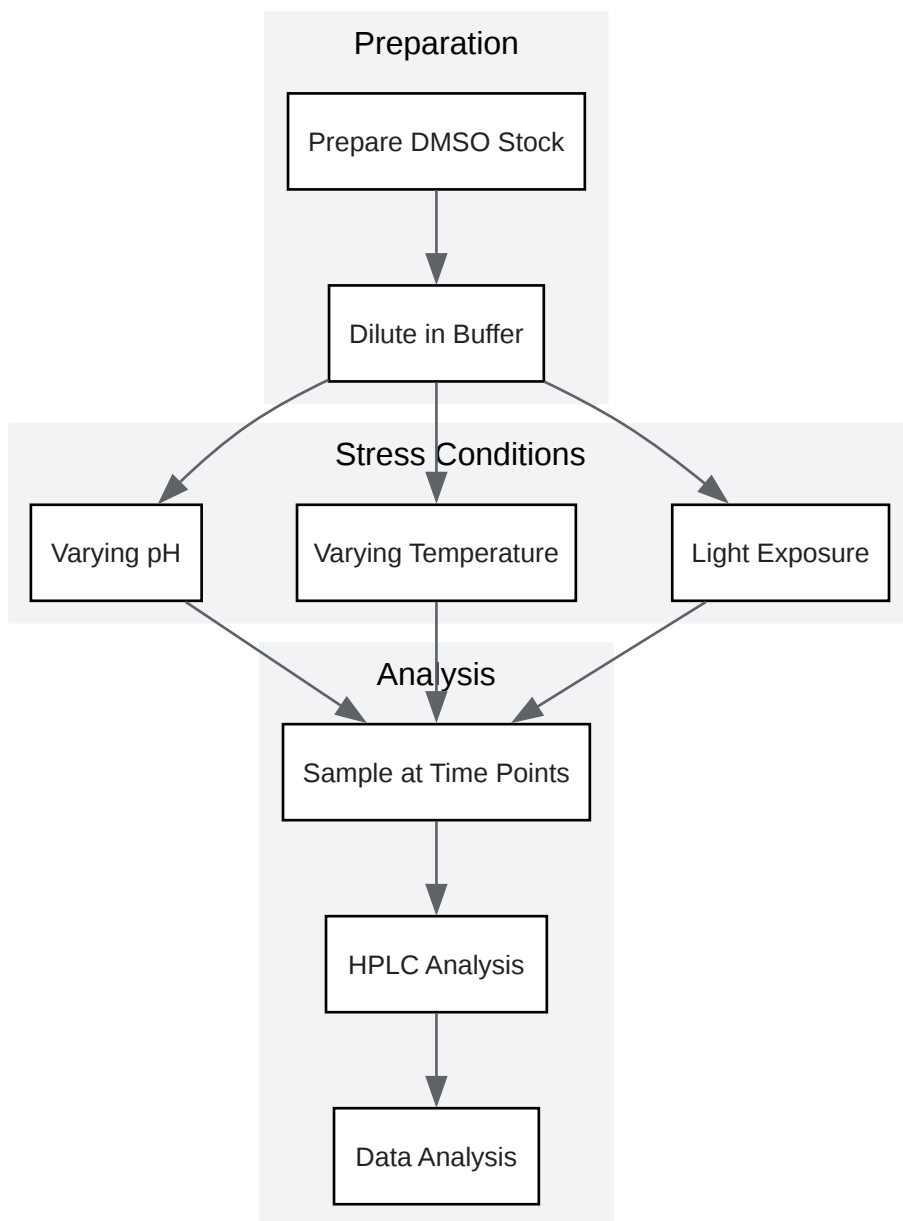 Preparation
Prepare DMSO Stock
Dilute in Buffer
Stress Conditions
Varying pH
Varying Temperature
Light Exposure
Analysis
Sample at Time Points
HPLC Analysis
Data Analysis